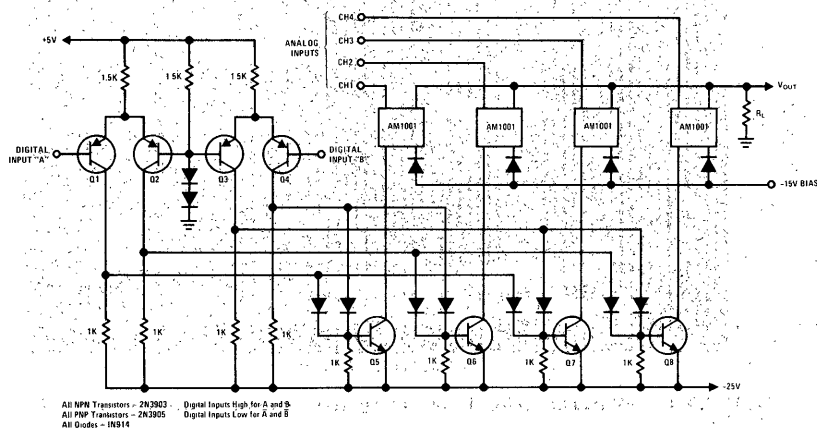 CH4
+5V
ANALOG INPUTS
CH3
CH2
CH1
1.5K
1.5K
1.5K
VOUT
RL
AM1001
AM1001
AM1001
AM1001
DIGITAL INPUT "A"
DIGITAL INPUT "B"
Q1
Q2
Q3
Q4
-15V BIAS
1K
1K
1K
1K
1K
Q5
1K
Q6
1K
Q7
1K
Q8
-25V
All NPN Transistors - 2N3903 Digital Inputs High for A and B
All PNP Transistors - 2N3905 Digital Inputs Low for A̅ and B̅
All Diodes - IN914